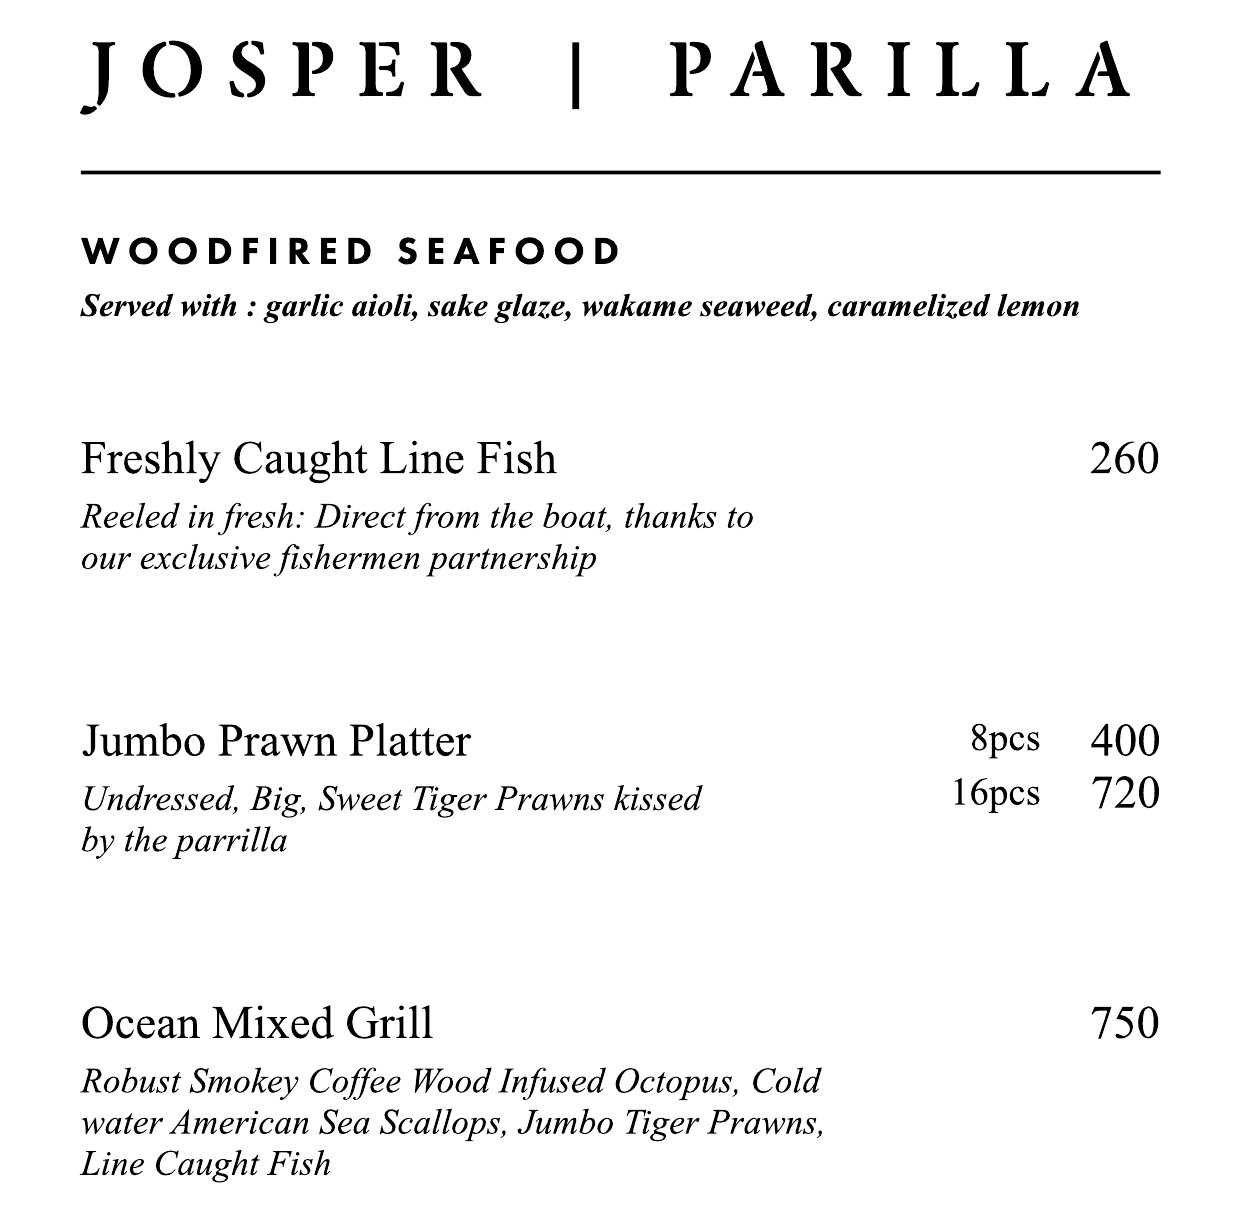 JOSPER | PARILLA
WOODFIRED SEAFOOD
Served with : garlic aioli, sake glaze, wakame seaweed, caramelized lemon
Freshly Caught Line Fish 260
Reeled in fresh: Direct from the boat, thanks to
our exclusive fishermen partnership
Jumbo Prawn Platter 8pcs 400
16pcs 720
Undressed, Big, Sweet Tiger Prawns kissed
by the parrilla
Ocean Mixed Grill 750
Robust Smokey Coffee Wood Infused Octopus, Cold
water American Sea Scallops, Jumbo Tiger Prawns,
Line Caught Fish